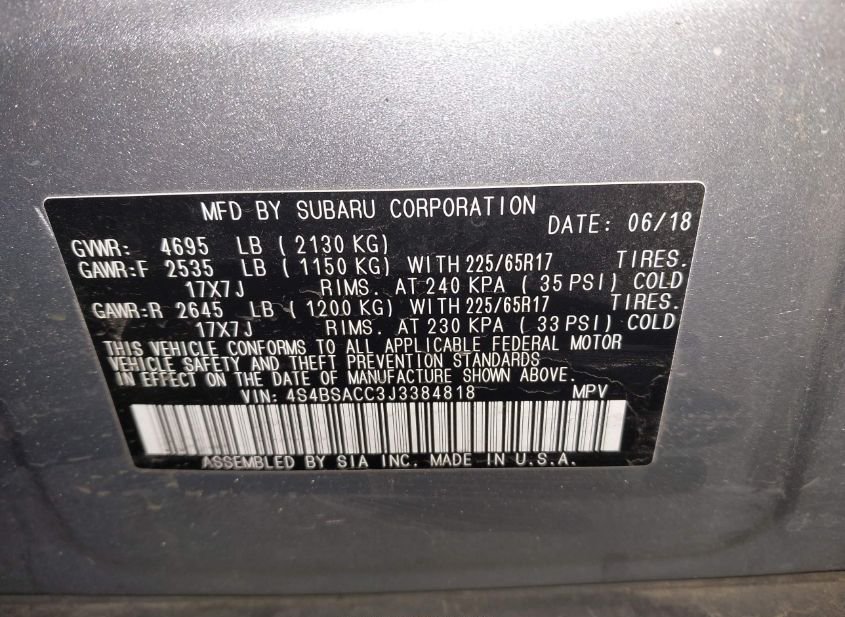 MFD BY SUBARU CORPORATION DATE: 06/18
GVWR: 4695 LB ( 2130 KG)
GAWR:F 2535 LB ( 1150 KG) WITH 225/65R17 TIRES.
17X7J RIMS. AT 240 KPA ( 35 PSI) COLD
GAWR:R 2645 LB ( 1200 KG) WITH 225/65R17 TIRES.
17X7J RIMS. AT 230 KPA ( 33 PSI) COLD
THIS VEHICLE CONFORMS TO ALL APPLICABLE FEDERAL MOTOR
VEHICLE SAFETY AND THEFT PREVENTION STANDARDS
IN EFFECT ON THE DATE OF MANUFACTURE SHOWN ABOVE.
VIN: 4S4BSACC3J3384818 MPV
ASSEMBLED BY SIA INC. MADE IN U.S.A.